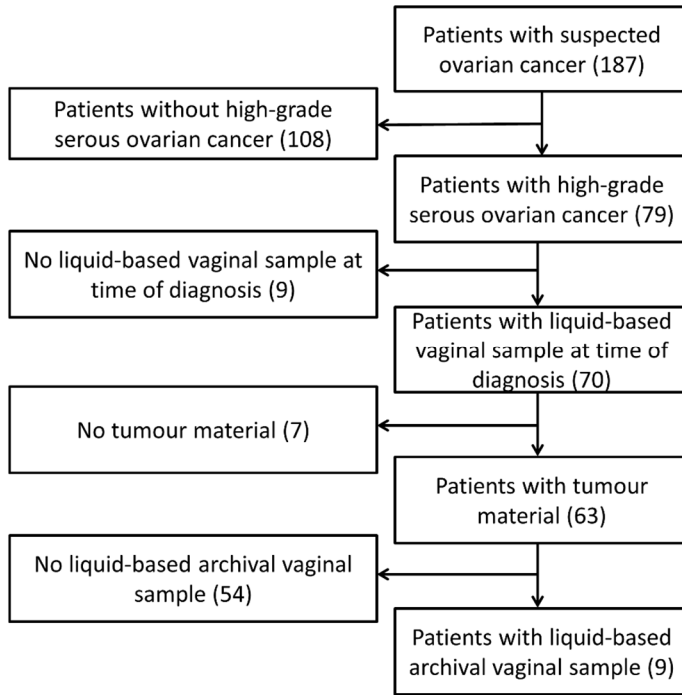 Patients with suspected
ovarian cancer (187)
Patients without high-grade
serous ovarian cancer (108)
Patients with high-grade
serous ovarian cancer (79)
No liquid-based vaginal sample at
time of diagnosis (9)
Patients with liquid-based
vaginal sample at time of
diagnosis (70)
No tumour material (7)
Patients with tumour
material (63)
No liquid-based archival vaginal
sample (54)
Patients with liquid-based
archival vaginal sample (9)